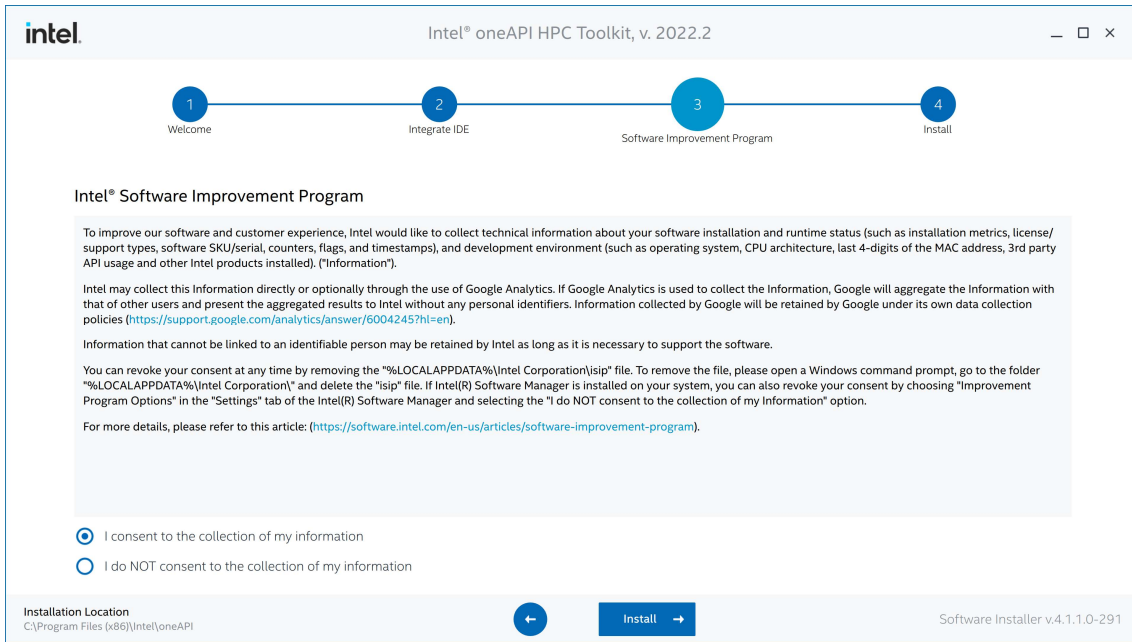 intel.
Intel® oneAPI HPC Toolkit, v. 2022.2
1
2
3
4
Welcome
Integrate IDE
Software Improvement Program
Install
Intel® Software Improvement Program
To improve our software and customer experience, Intel would like to collect technical information about your software installation and runtime status (such as installation metrics, license/
support types, software SKU/serial, counters, flags, and timestamps), and development environment (such as operating system, CPU architecture, last 4-digits of the MAC address, 3rd party
API usage and other Intel products installed). ("Information").
Intel may collect this Information directly or optionally through the use of Google Analytics. If Google Analytics is used to collect the Information, Google will aggregate the Information with
that of other users and present the aggregated results to Intel without any personal identifiers. Information collected by Google will be retained by Google under its own data collection
policies (https://support.google.com/analytics/answer/6004245?hl=en).
Information that cannot be linked to an identifiable person may be retained by Intel as long as it is necessary to support the software.
You can revoke your consent at any time by removing the "%LOCALAPPDATA%\Intel Corporation\isip" file. To remove the file, please open a Windows command prompt, go to the folder
"%LOCALAPPDATA%\Intel Corporation\" and delete the "isip" file. If Intel(R) Software Manager is installed on your system, you can also revoke your consent by choosing "Improvement
Program Options" in the "Settings" tab of the Intel(R) Software Manager and selecting the "I do NOT consent to the collection of my Information" option.
For more details, please refer to this article: (https://software.intel.com/en-us/articles/software-improvement-program).
I consent to the collection of my information
I do NOT consent to the collection of my information
Installation Location
C:\Program Files (x86)\Intel\oneAPI
Install
Software Installer v.4.1.1.0-291